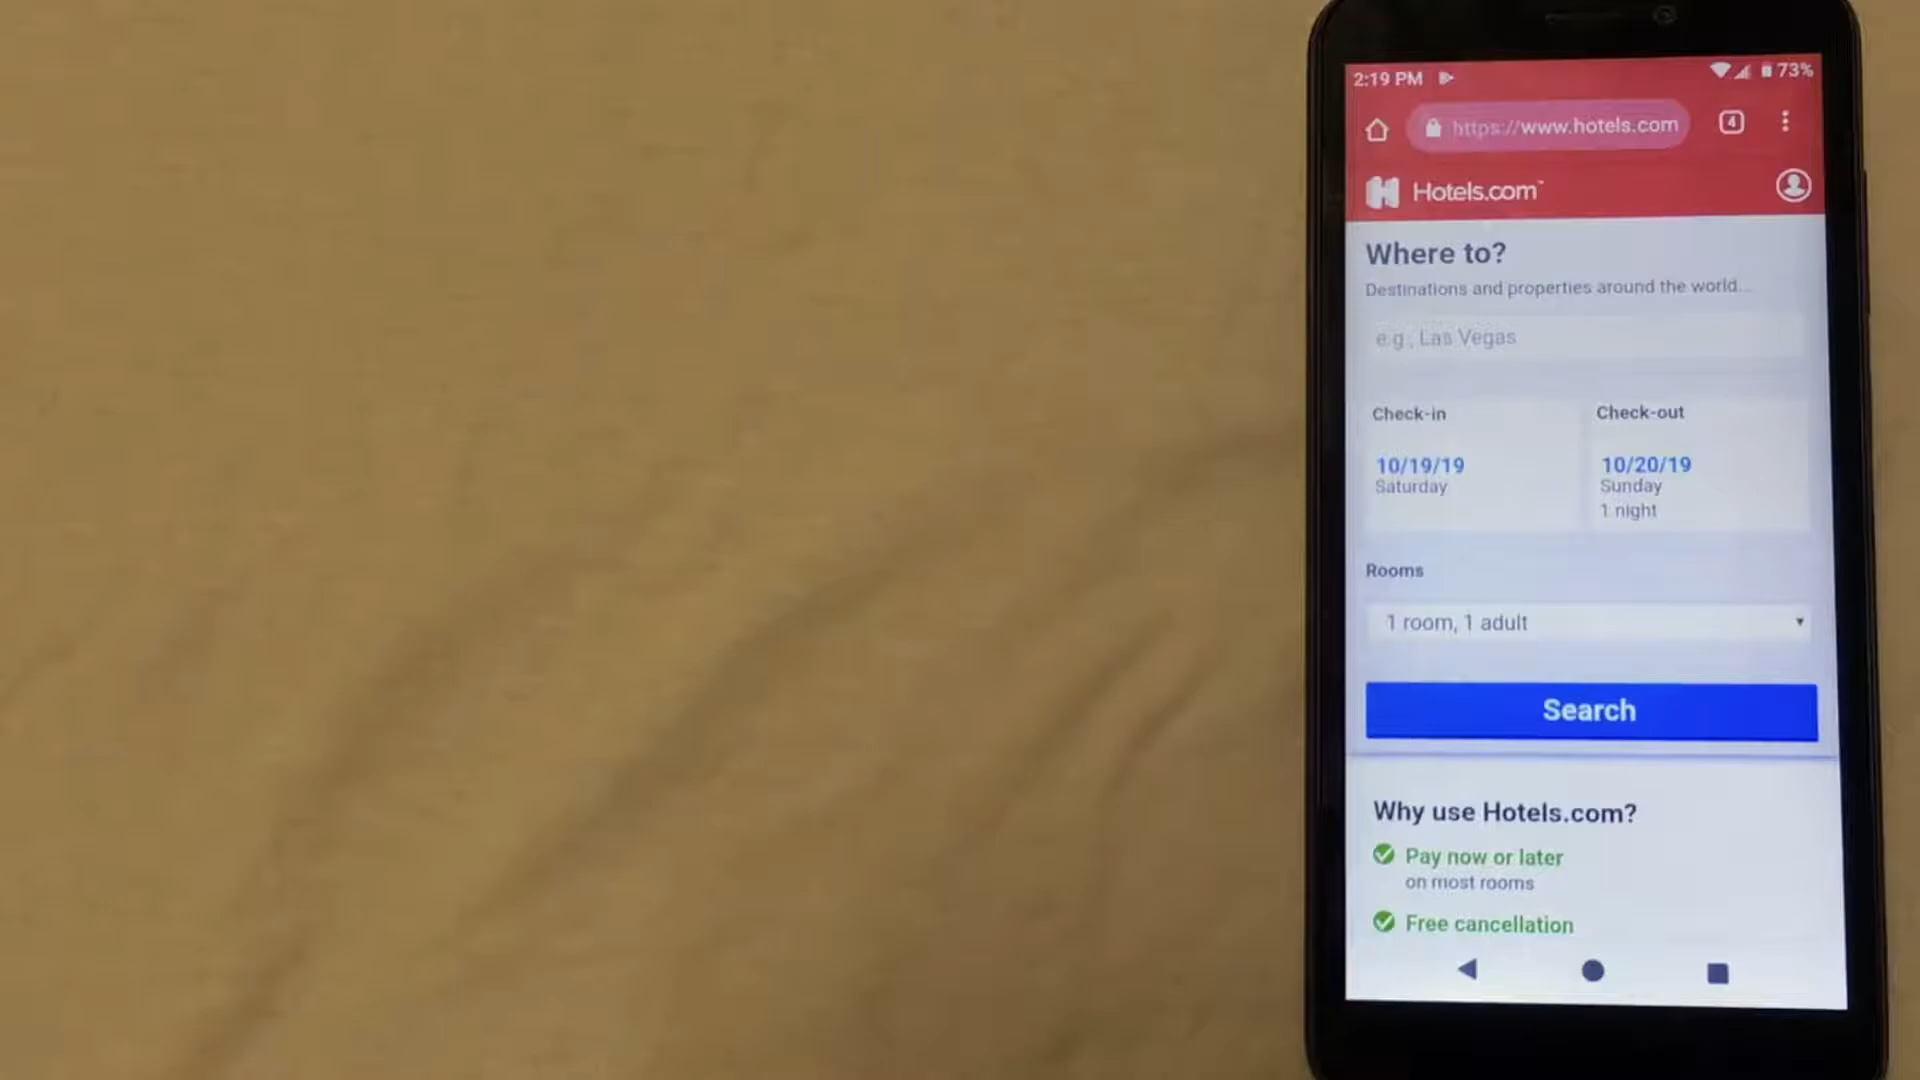 2:19 PM 73%
https://www.hotels.com 4
Hotels.com™
Where to?
Destinations and properties around the world...
e.g., Las Vegas
Check-in Check-out
10/19/19 10/20/19
Saturday Sunday
1 night
Rooms
1 room, 1 adult
Search
Why use Hotels.com?
Pay now or later
on most rooms
Free cancellation